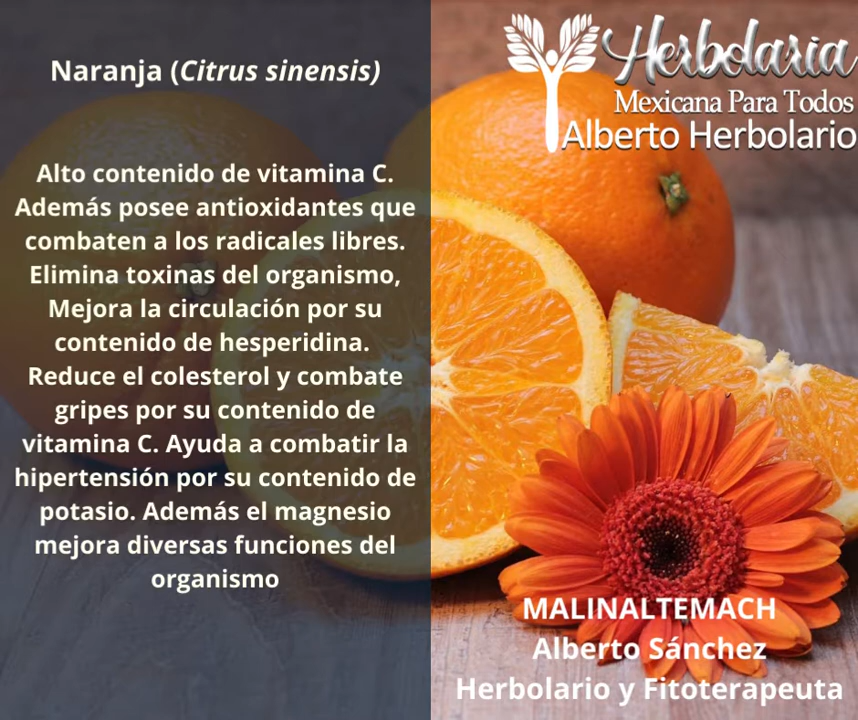 Naranja (Citrus sinensis)
Alto contenido de vitamina C.
Además posee antioxidantes que
combaten a los radicales libres.
Elimina toxinas del organismo,
Mejora la circulación por su
contenido de hesperidina.
Reduce el colesterol y combate
gripes por su contenido de
vitamina C. Ayuda a combatir la
hipertensión por su contenido de
potasio. Además el magnesio
mejora diversas funciones del
organismo
Herbolaria
Mexicana Para Todos
Alberto Herbolario
MALINALTEMACH
Alberto Sánchez
Herbolario y Fitoterapeuta